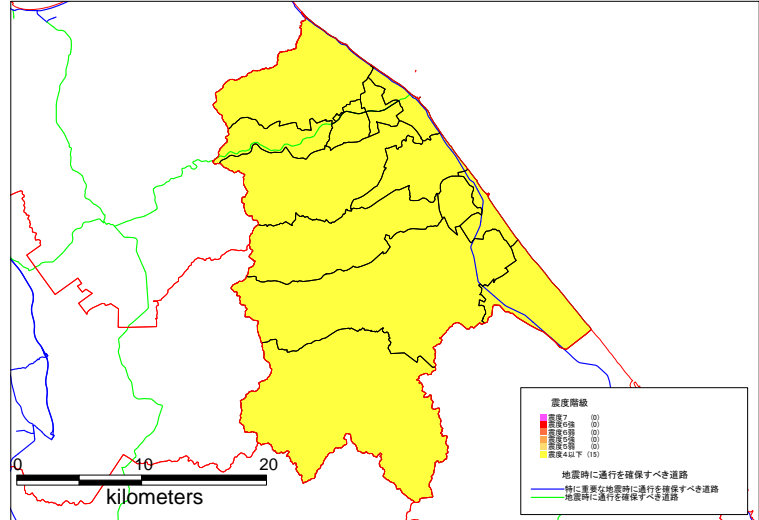 0 10 20
kilometers
震度階級
震度7 (0)
震度6強 (0)
震度6弱 (0)
震度5強 (0)
震度5弱 (0)
震度4以下 (15)
地震時に通行を確保すべき道路
特に重要な地震時に通行を確保すべき道路
地震時に通行を確保すべき道路